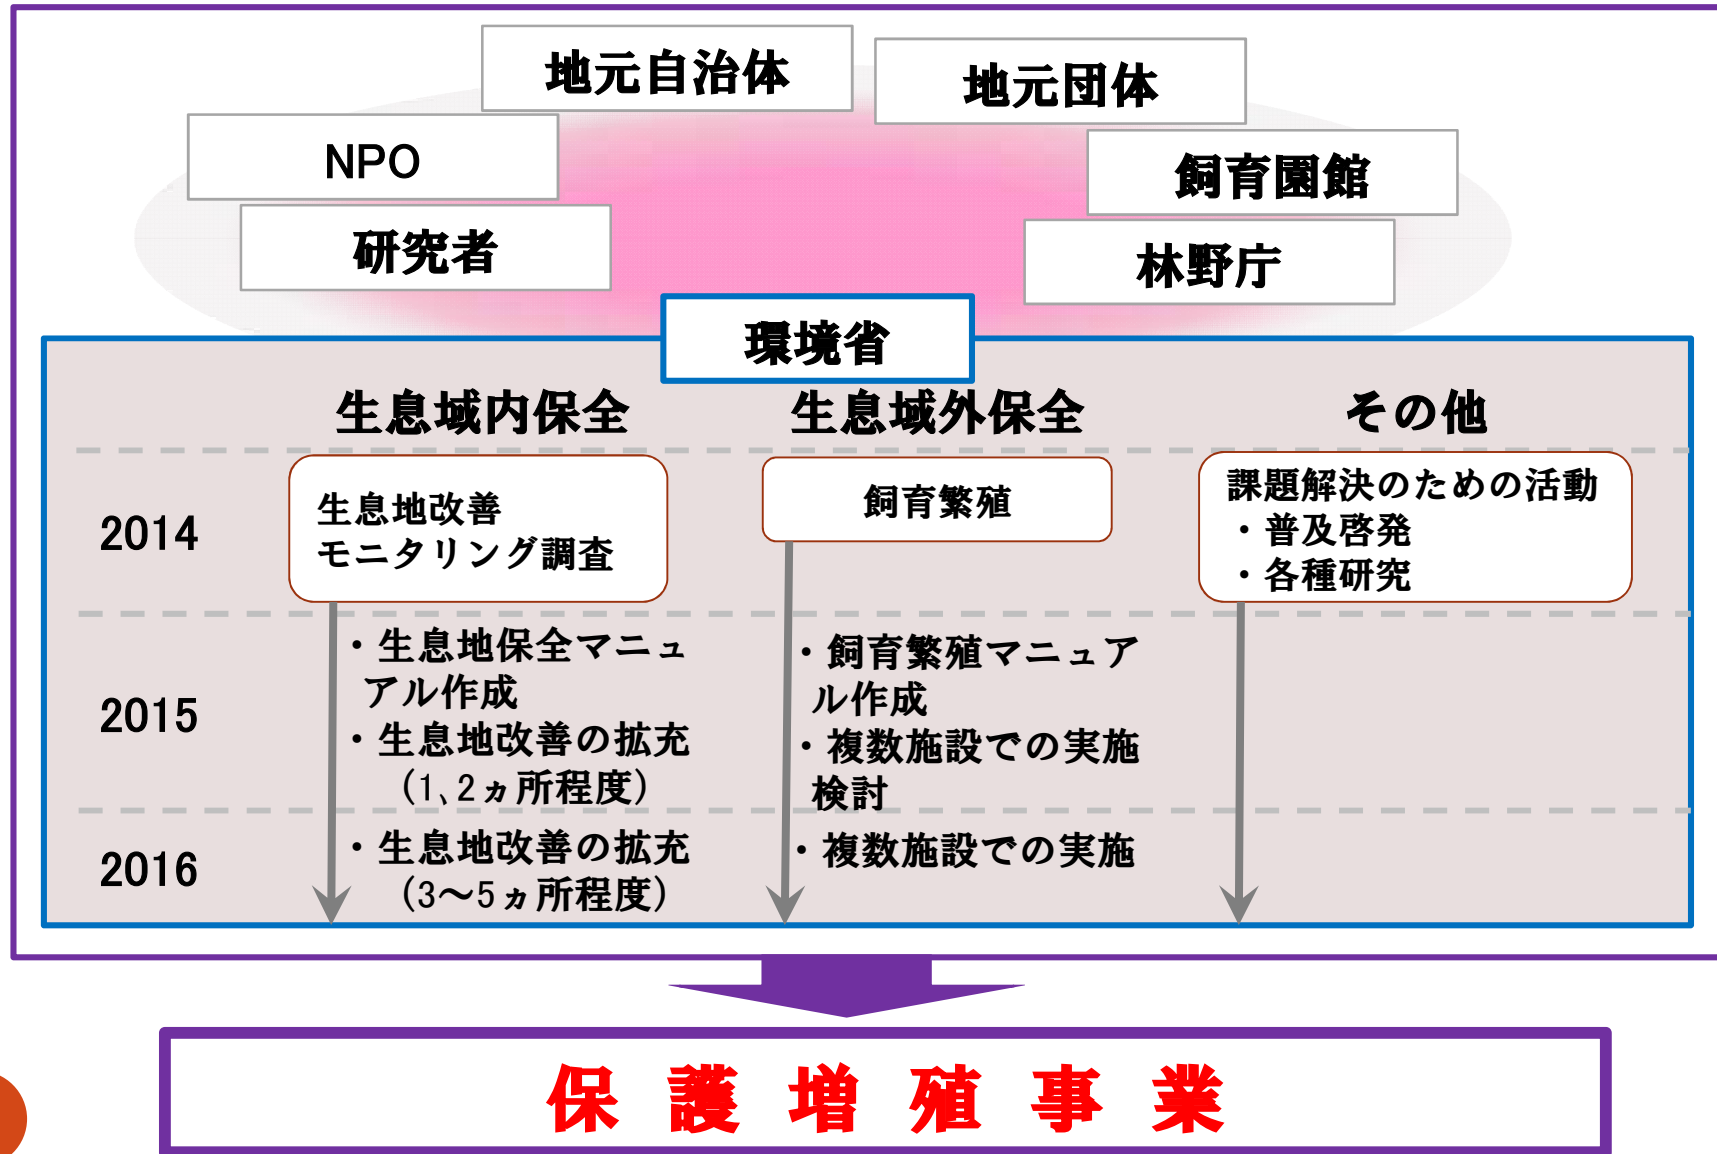 地元自治体
地元団体
NPO
飼育園館
研究者
林野庁
環境省
生息域内保全
生息域外保全
その他
2014
生息地改善
モニタリング調査
飼育繁殖
課題解決のための活動
・普及啓発
・各種研究
2015
・生息地保全マニュ
アル作成
・生息地改善の拡充
(1、2ヵ所程度)
・飼育繁殖マニュア
ル作成
・複数施設での実施
検討
2016
・生息地改善の拡充
(3～5ヵ所程度)
・複数施設での実施
保護増殖事業